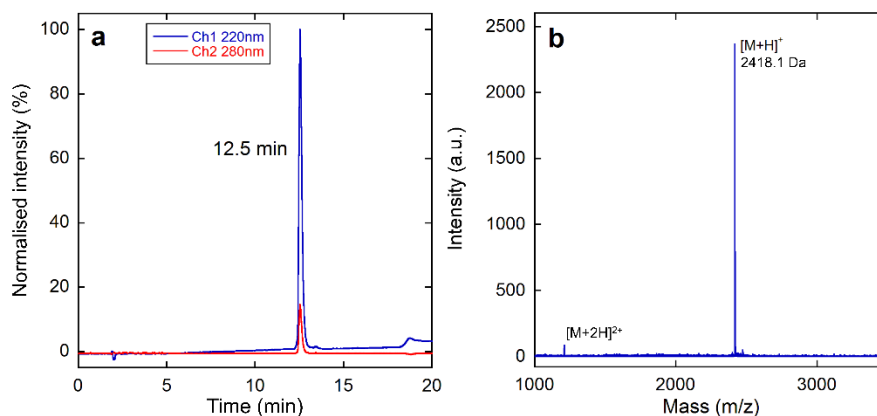 a
Ch1 220nm
Ch2 280nm
12.5 min
Normalised intensity (%)
100
80
60
40
20
0
0
5
10
15
20
Time (min)
b
[M+H]⁺
2418.1 Da
[M+2H]²⁺
Intensity (a.u.)
2500
2000
1500
1000
500
0
1000
2000
3000
Mass (m/z)